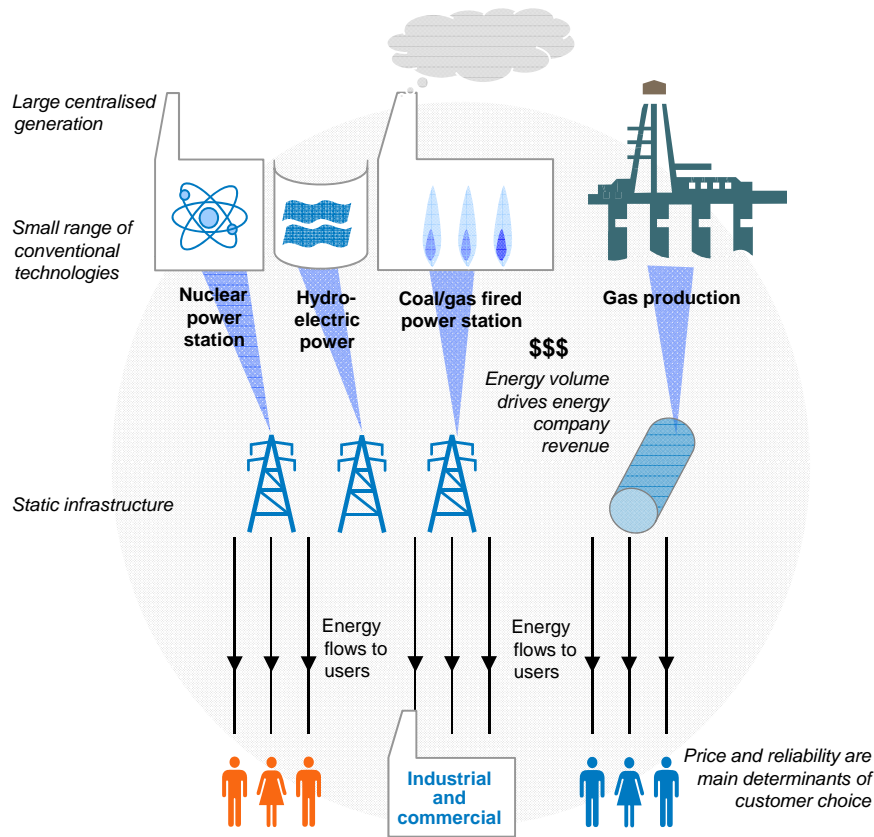 Large centralised
generation
Small range of
conventional
technologies
Nuclear
power
station
Hydro-
electric
power
Coal/gas fired
power station
Gas production
$$$
Energy volume
drives energy
company
revenue
Static infrastructure
Energy
flows to
users
Energy
flows to
users
Industrial
and
commercial
Price and reliability are
main determinants of
customer choice